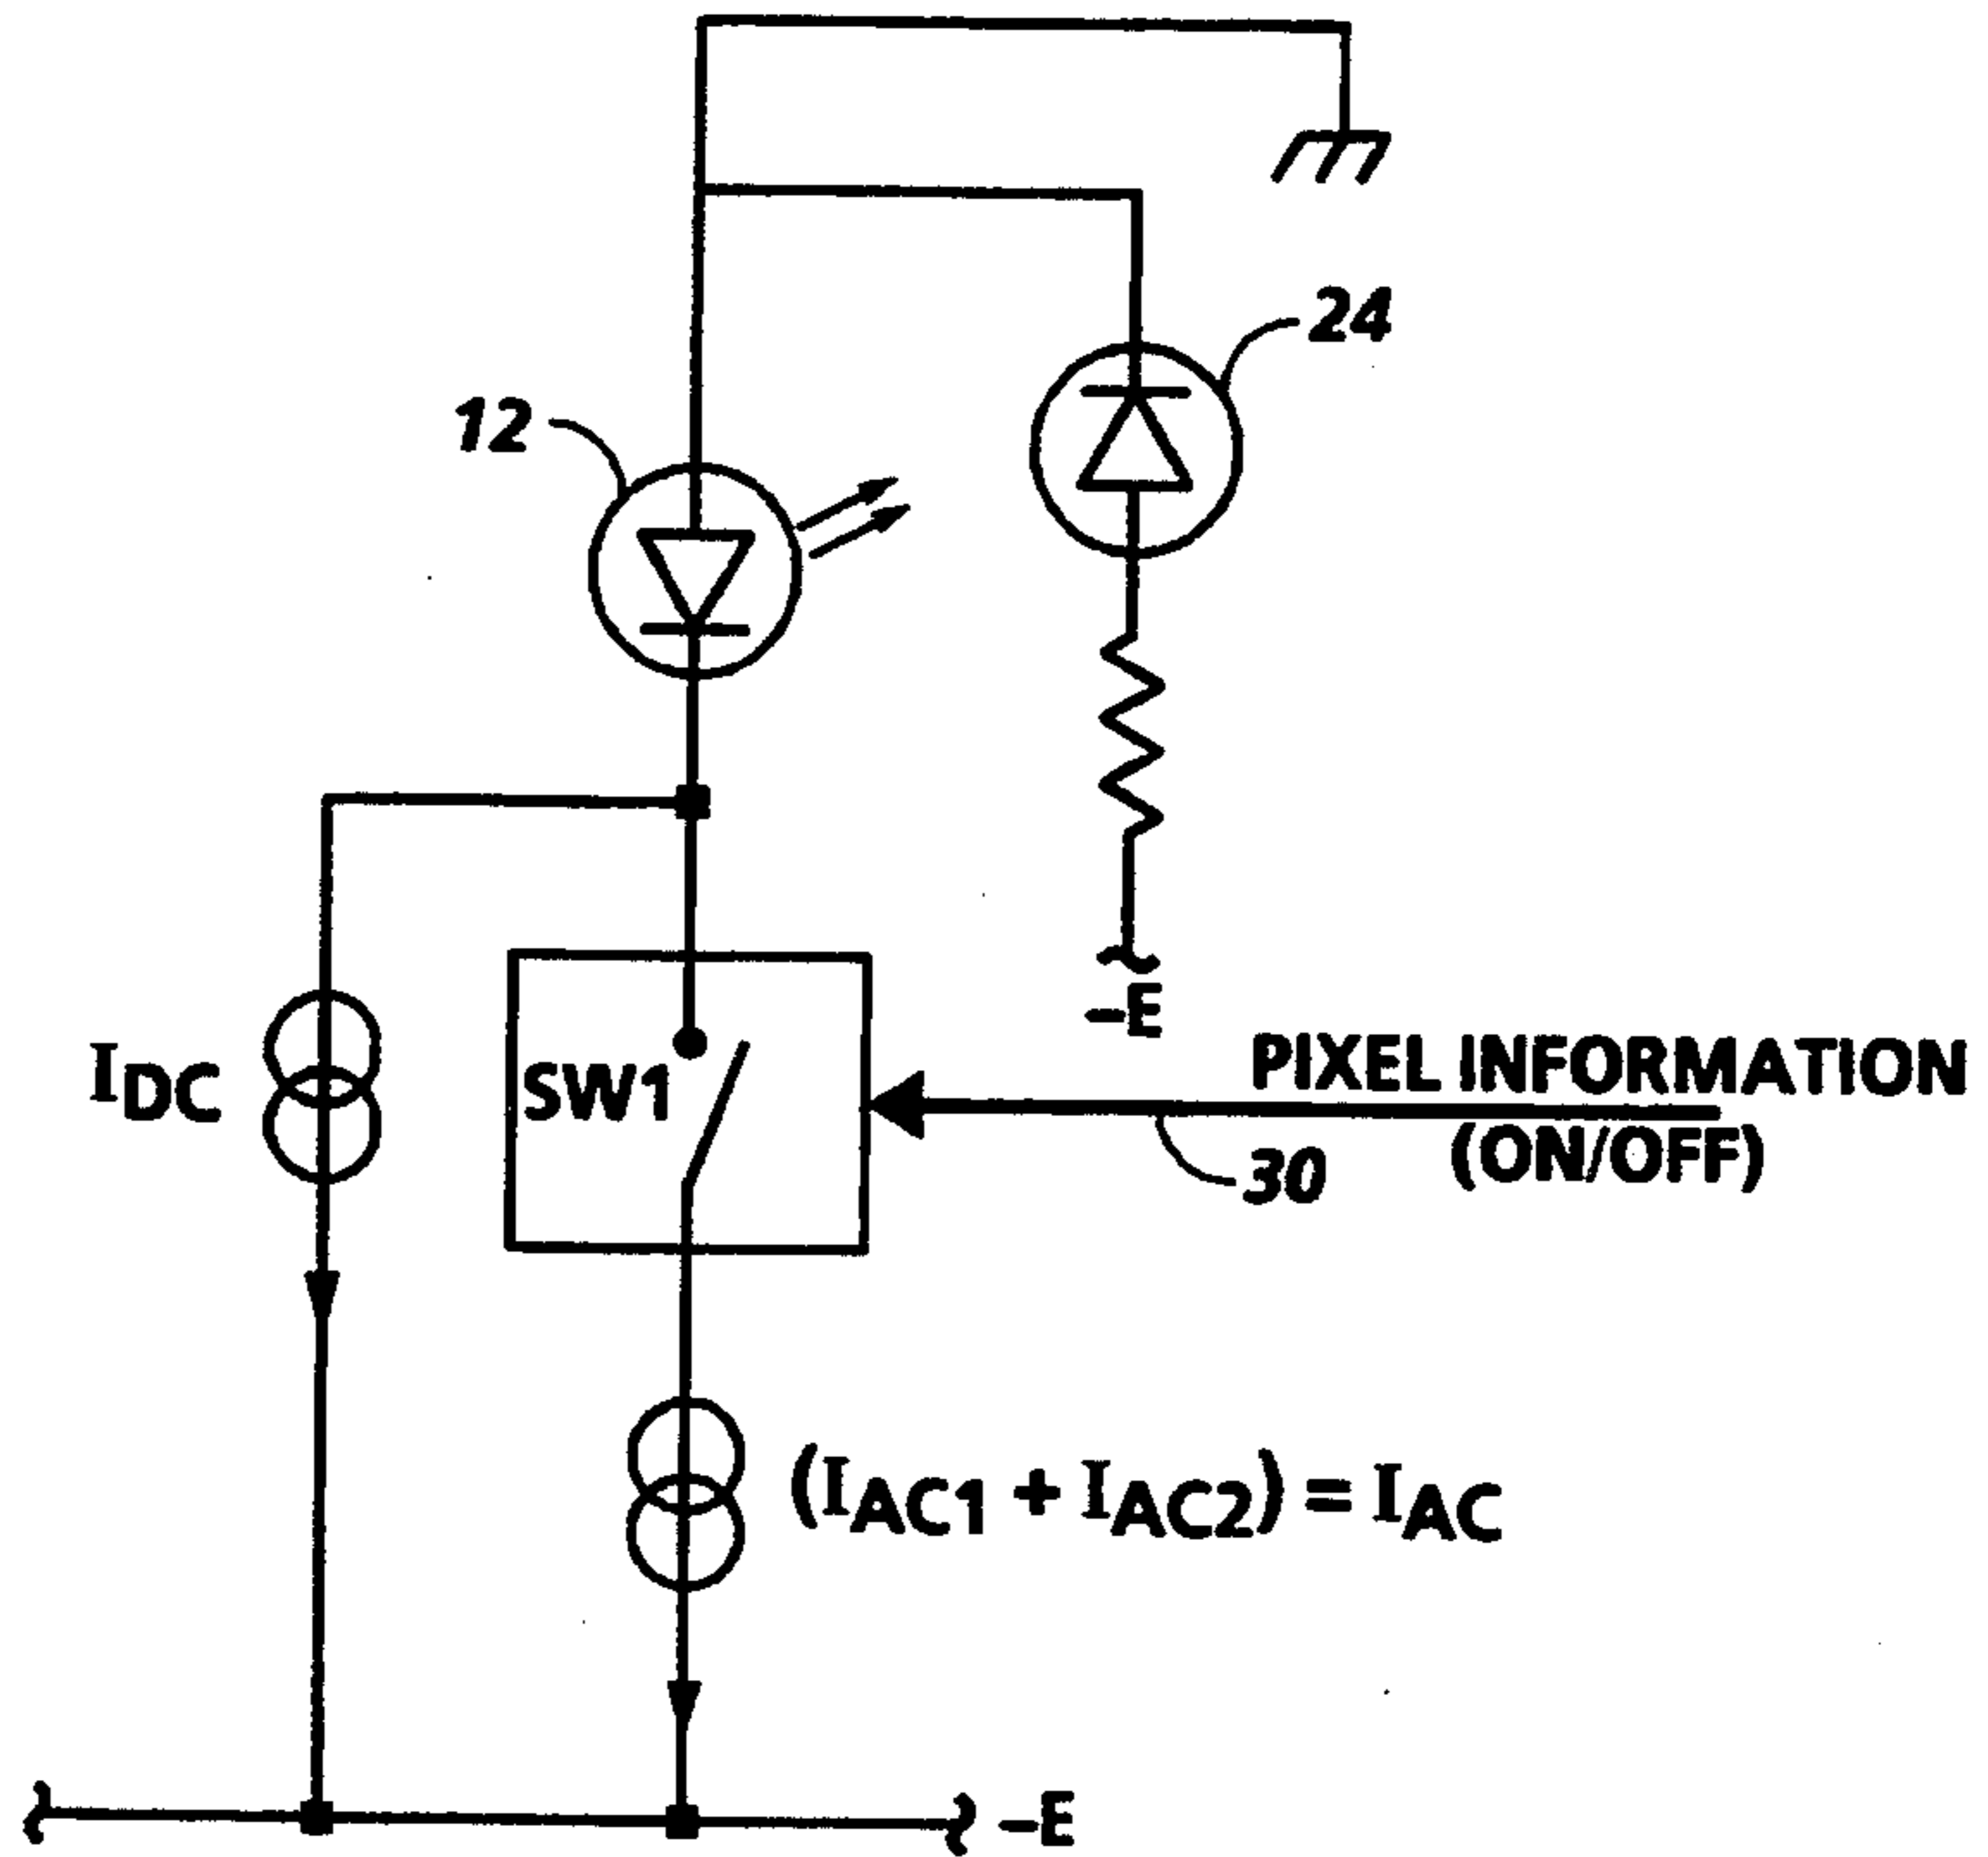 24
12
-E
IDC
SW1
PIXEL INFORMATION
(ON/OFF)
30
(IAC1 + IAC2) = IAC
-E